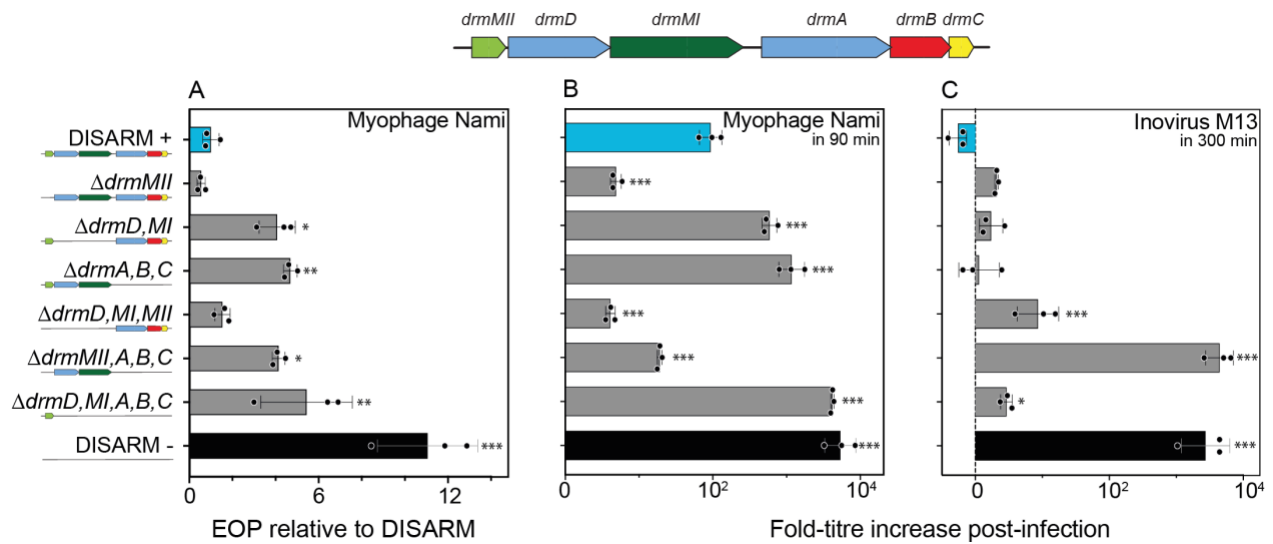 drmMII drmD drmMI drmA drmB drmC
A B C
Myophage Nami
Myophage Nami
in 90 min
Inovirus M13
in 300 min
DISARM +
ΔdrmMII
***
ΔdrmD,MI
*
***
ΔdrmA,B,C
**
***
ΔdrmD,MI,MII
***
***
ΔdrmMII,A,B,C
*
***
***
ΔdrmD,MI,A,B,C
**
***
*
DISARM -
***
***
***
0 6 12
0 10² 10⁴
0 10² 10⁴
EOP relative to DISARM
Fold-titre increase post-infection